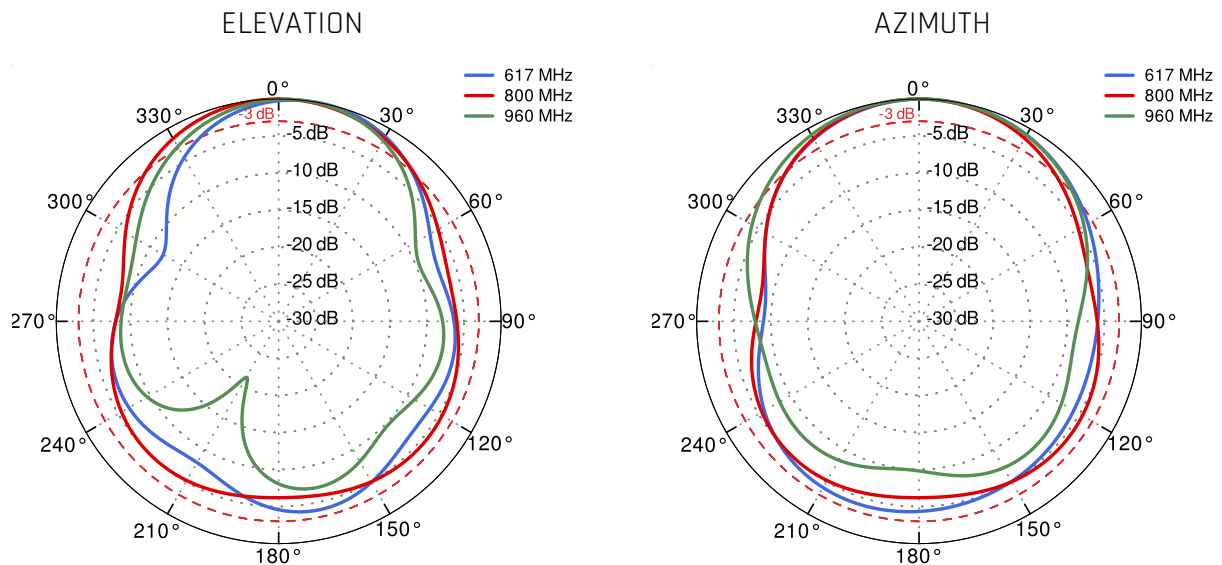 ELEVATION
617 MHz
800 MHz
960 MHz
0°
-3 dB
330°
30°
-5 dB
-10 dB
300°
60°
-15 dB
-20 dB
-25 dB
270°
-30 dB
90°
240°
120°
210°
150°
180°
AZIMUTH
617 MHz
800 MHz
960 MHz
0°
-3 dB
330°
30°
-5 dB
-10 dB
300°
60°
-15 dB
-20 dB
-25 dB
270°
-30 dB
90°
240°
120°
210°
150°
180°